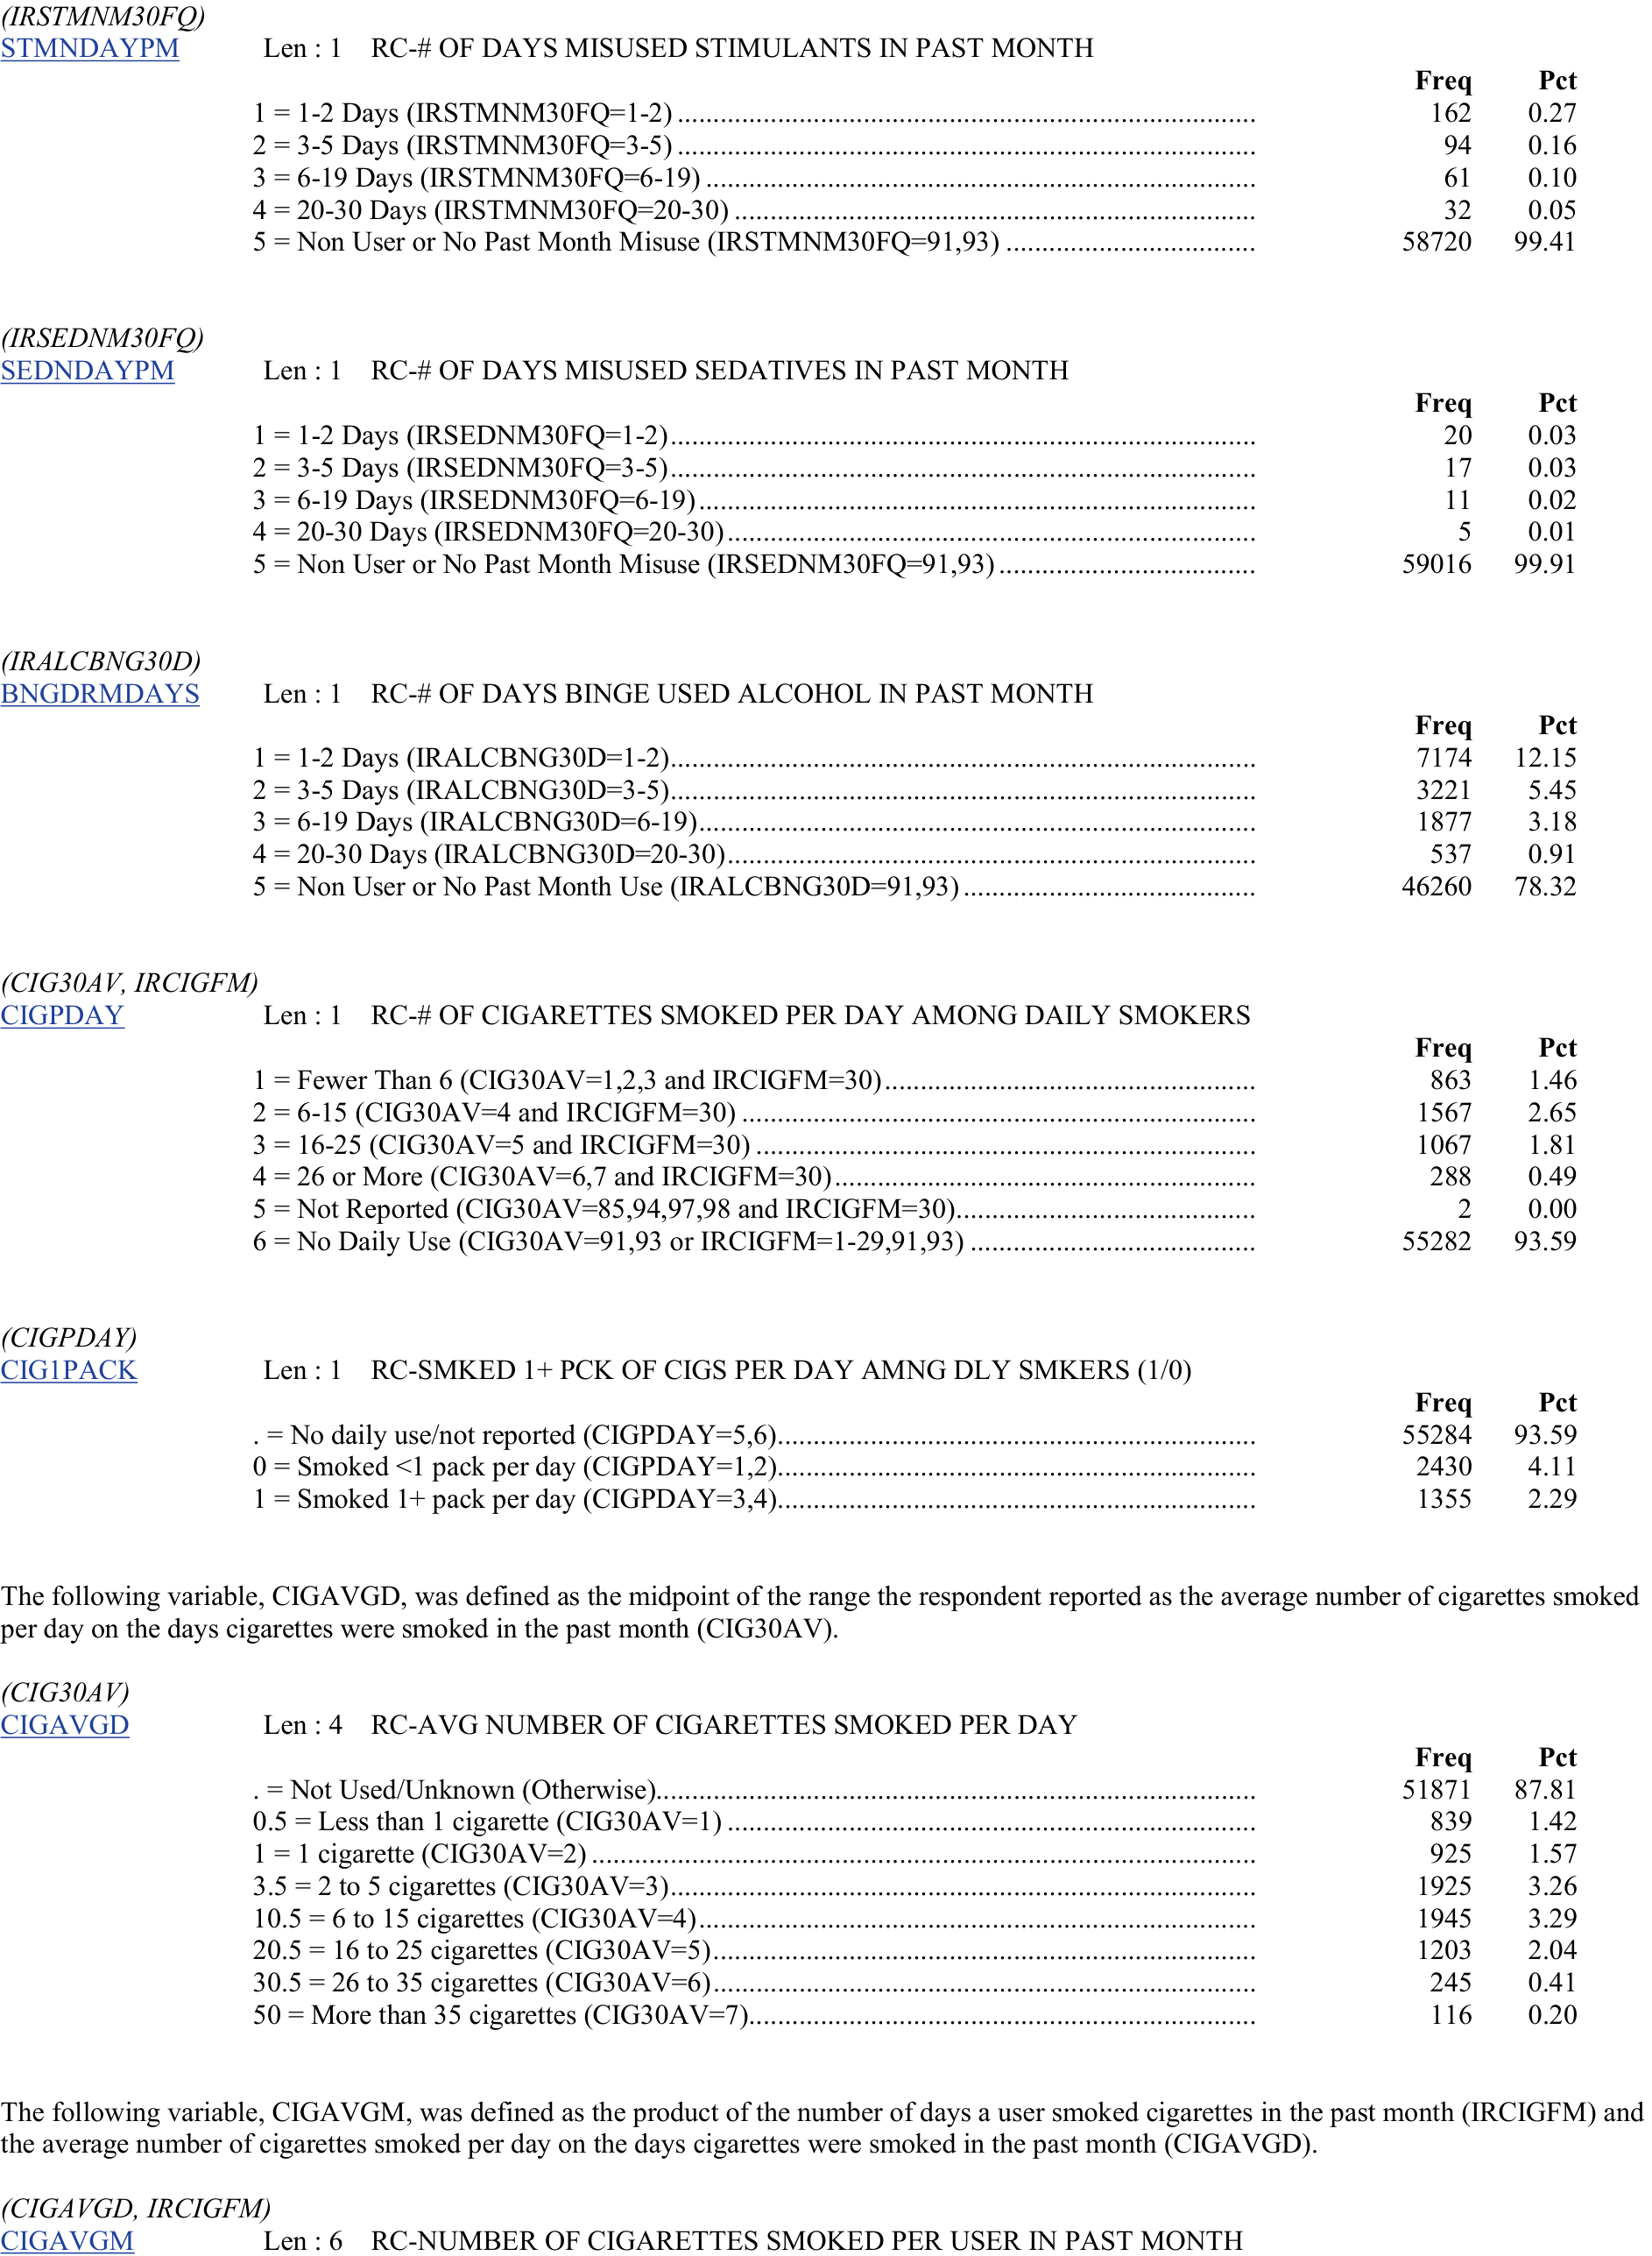 (IRSTMNM30FQ)
STMNDAYPM Len : 1 RC-# OF DAYS MISUSED STIMULANTS IN PAST MONTH
Freq Pct
1 = 1-2 Days (IRSTMNM30FQ=1-2) 162 0.27
2 = 3-5 Days (IRSTMNM30FQ=3-5) 94 0.16
3 = 6-19 Days (IRSTMNM30FQ=6-19) 61 0.10
4 = 20-30 Days (IRSTMNM30FQ=20-30) 32 0.05
5 = Non User or No Past Month Misuse (IRSTMNM30FQ=91,93) 58720 99.41
(IRSEDNM30FQ)
SEDNDAYPM Len : 1 RC-# OF DAYS MISUSED SEDATIVES IN PAST MONTH
Freq Pct
1 = 1-2 Days (IRSEDNM30FQ=1-2) 20 0.03
2 = 3-5 Days (IRSEDNM30FQ=3-5) 17 0.03
3 = 6-19 Days (IRSEDNM30FQ=6-19) 11 0.02
4 = 20-30 Days (IRSEDNM30FQ=20-30) 5 0.01
5 = Non User or No Past Month Misuse (IRSEDNM30FQ=91,93) 59016 99.91
(IRALCBNG30D)
BNGDRMDAYS Len : 1 RC-# OF DAYS BINGE USED ALCOHOL IN PAST MONTH
Freq Pct
1 = 1-2 Days (IRALCBNG30D=1-2) 7174 12.15
2 = 3-5 Days (IRALCBNG30D=3-5) 3221 5.45
3 = 6-19 Days (IRALCBNG30D=6-19) 1877 3.18
4 = 20-30 Days (IRALCBNG30D=20-30) 537 0.91
5 = Non User or No Past Month Use (IRALCBNG30D=91,93) 46260 78.32
(CIG30AV, IRCIGFM)
CIGPDAY Len : 1 RC-# OF CIGARETTES SMOKED PER DAY AMONG DAILY SMOKERS
Freq Pct
1 = Fewer Than 6 (CIG30AV=1,2,3 and IRCIGFM=30) 863 1.46
2 = 6-15 (CIG30AV=4 and IRCIGFM=30) 1567 2.65
3 = 16-25 (CIG30AV=5 and IRCIGFM=30) 1067 1.81
4 = 26 or More (CIG30AV=6,7 and IRCIGFM=30) 288 0.49
5 = Not Reported (CIG30AV=85,94,97,98 and IRCIGFM=30) 2 0.00
6 = No Daily Use (CIG30AV=91,93 or IRCIGFM=1-29,91,93) 55282 93.59
(CIGPDAY)
CIG1PACK Len : 1 RC-SMKED 1+ PCK OF CIGS PER DAY AMNG DLY SMKERS (1/0)
Freq Pct
. = No daily use/not reported (CIGPDAY=5,6) 55284 93.59
0 = Smoked <1 pack per day (CIGPDAY=1,2) 2430 4.11
1 = Smoked 1+ pack per day (CIGPDAY=3,4) 1355 2.29
The following variable, CIGAVGD, was defined as the midpoint of the range the respondent reported as the average number of cigarettes smoked
per day on the days cigarettes were smoked in the past month (CIG30AV).
(CIG30AV)
CIGAVGD Len : 4 RC-AVG NUMBER OF CIGARETTES SMOKED PER DAY
Freq Pct
. = Not Used/Unknown (Otherwise) 51871 87.81
0.5 = Less than 1 cigarette (CIG30AV=1) 839 1.42
1 = 1 cigarette (CIG30AV=2) 925 1.57
3.5 = 2 to 5 cigarettes (CIG30AV=3) 1925 3.26
10.5 = 6 to 15 cigarettes (CIG30AV=4) 1945 3.29
20.5 = 16 to 25 cigarettes (CIG30AV=5) 1203 2.04
30.5 = 26 to 35 cigarettes (CIG30AV=6) 245 0.41
50 = More than 35 cigarettes (CIG30AV=7) 116 0.20
The following variable, CIGAVGM, was defined as the product of the number of days a user smoked cigarettes in the past month (IRCIGFM) and
the average number of cigarettes smoked per day on the days cigarettes were smoked in the past month (CIGAVGD).
(CIGAVGD, IRCIGFM)
CIGAVGM Len : 6 RC-NUMBER OF CIGARETTES SMOKED PER USER IN PAST MONTH